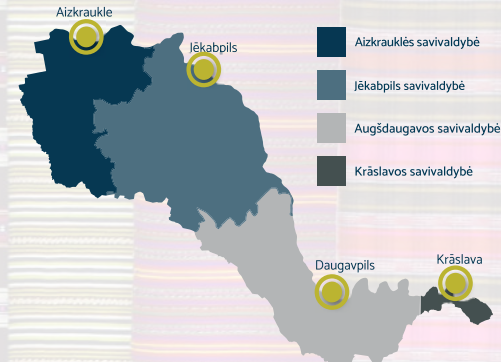 Aizkraukle
Jēkabpils
Aizkrauklės savivaldybė
Jēkabpils savivaldybė
Augšdaugavos savivaldybė
Krāslavos savivaldybė
Daugavpils
Krāslava